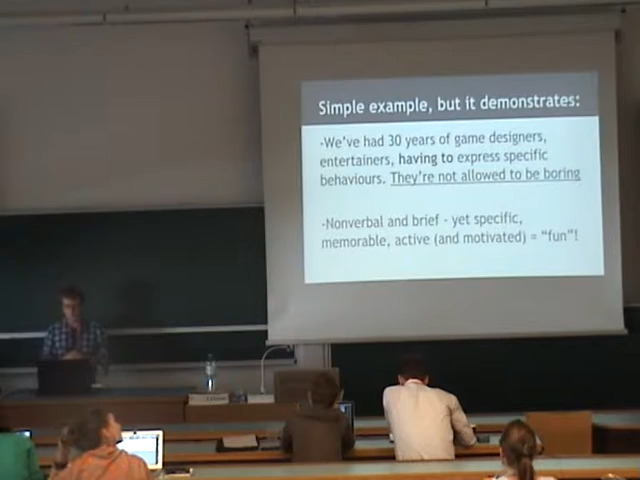 Simple example, but it demonstrates:
-We've had 30 years of game designers,
entertainers, having to express specific
behaviours. They're not allowed to be boring
-Nonverbal and brief - yet specific,
memorable, active (and motivated) = "fun"!